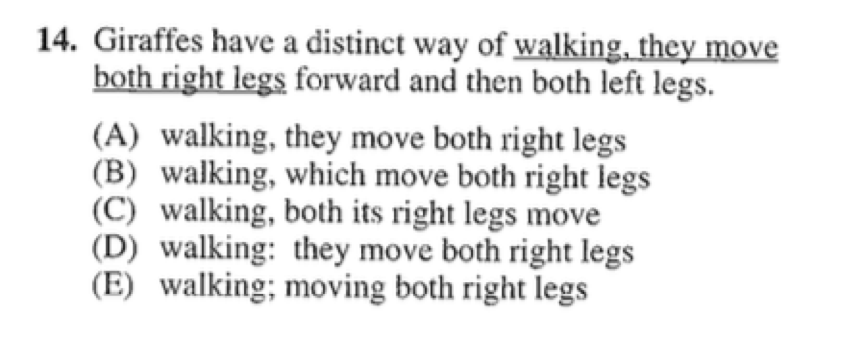 14. Giraffes have a distinct way of walking, they move
both right legs forward and then both left legs.
(A) walking, they move both right legs
(B) walking, which move both right legs
(C) walking, both its right legs move
(D) walking: they move both right legs
(E) walking; moving both right legs